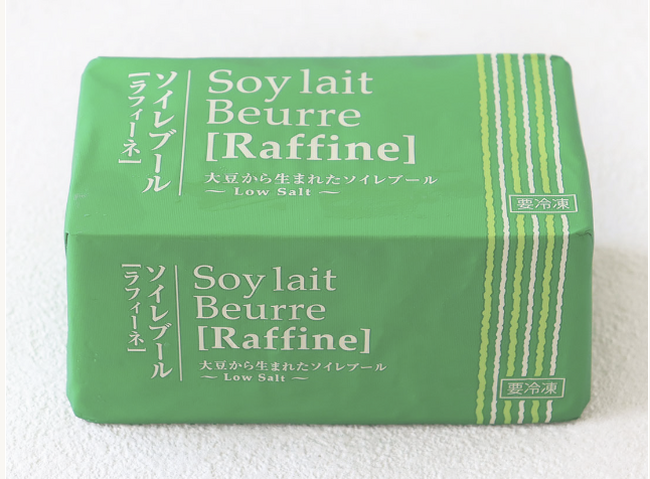 ソイレブール
［ラフィーネ］
Soy lait
Beurre
[Raffine]
大豆から生まれたソイレブール
～ Low Salt ～
要冷凍
ソイレブール
［ラフィーネ］
Soy lait
Beurre
[Raffine]
大豆から生まれたソイレブール
～ Low Salt ～
要冷凍